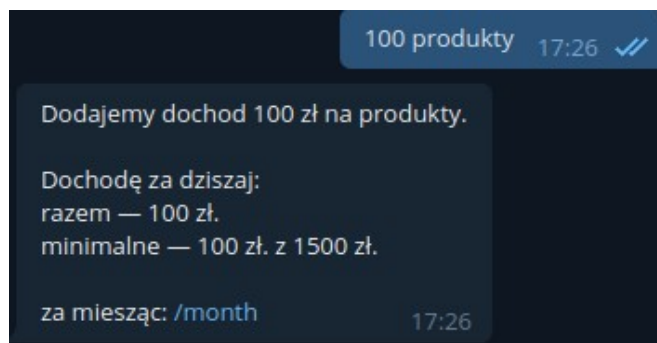 100 produkty 17:26
Dodajemy dochod 100 zł na produkty.
Dochodę za dziszaj:
razem — 100 zł.
minimalne — 100 zł. z 1500 zł.
za miesząc: /month
17:26